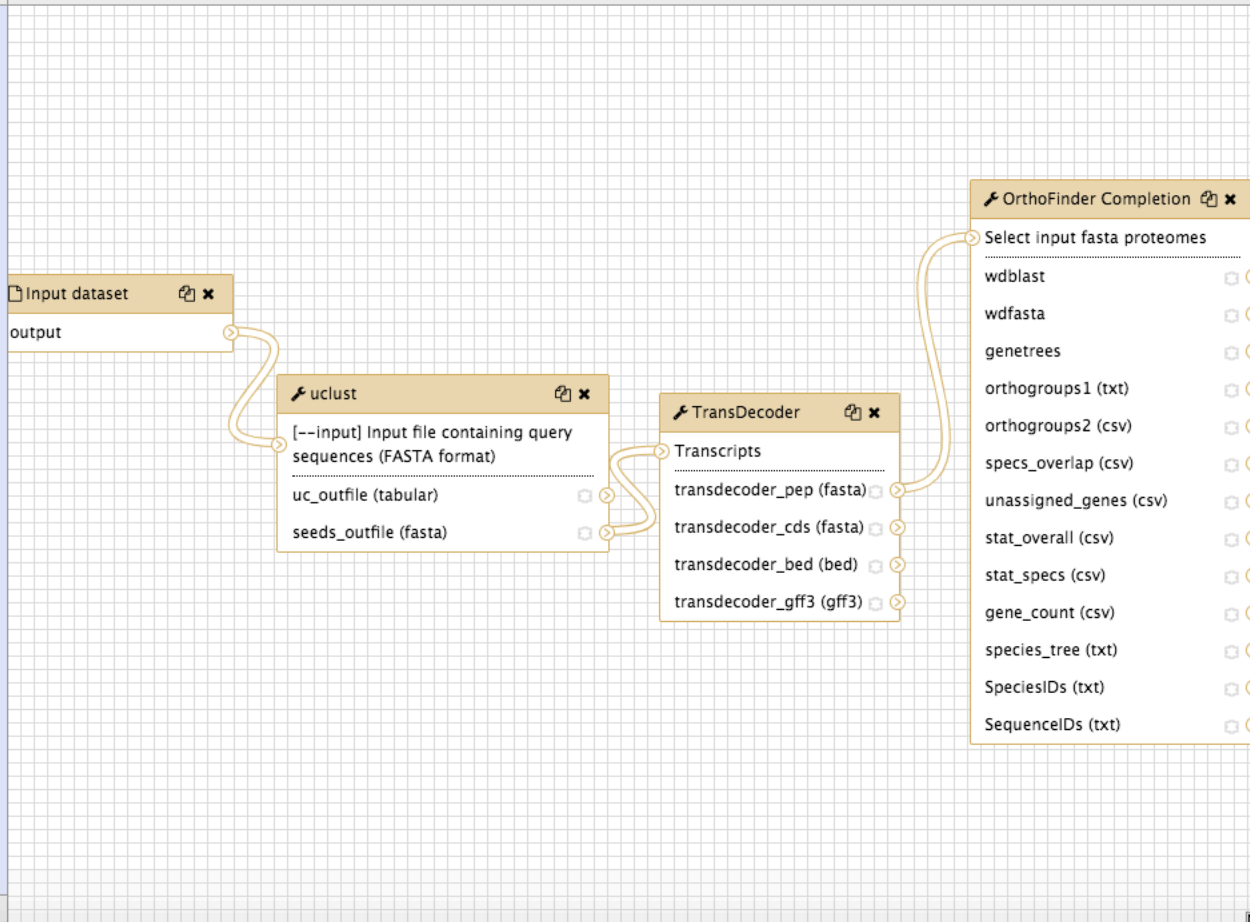 Input dataset
output
uclust
[--input] Input file containing query
sequences (FASTA format)
uc_outfile (tabular)
seeds_outfile (fasta)
TransDecoder
Transcripts
transdecoder_pep (fasta)
transdecoder_cds (fasta)
transdecoder_bed (bed)
transdecoder_gff3 (gff3)
OrthoFinder Completion
Select input fasta proteomes
wdblast
wdfasta
genetrees
orthogroups1 (txt)
orthogroups2 (csv)
specs_overlap (csv)
unassigned_genes (csv)
stat_overall (csv)
stat_specs (csv)
gene_count (csv)
species_tree (txt)
SpeciesIDs (txt)
SequenceIDs (txt)